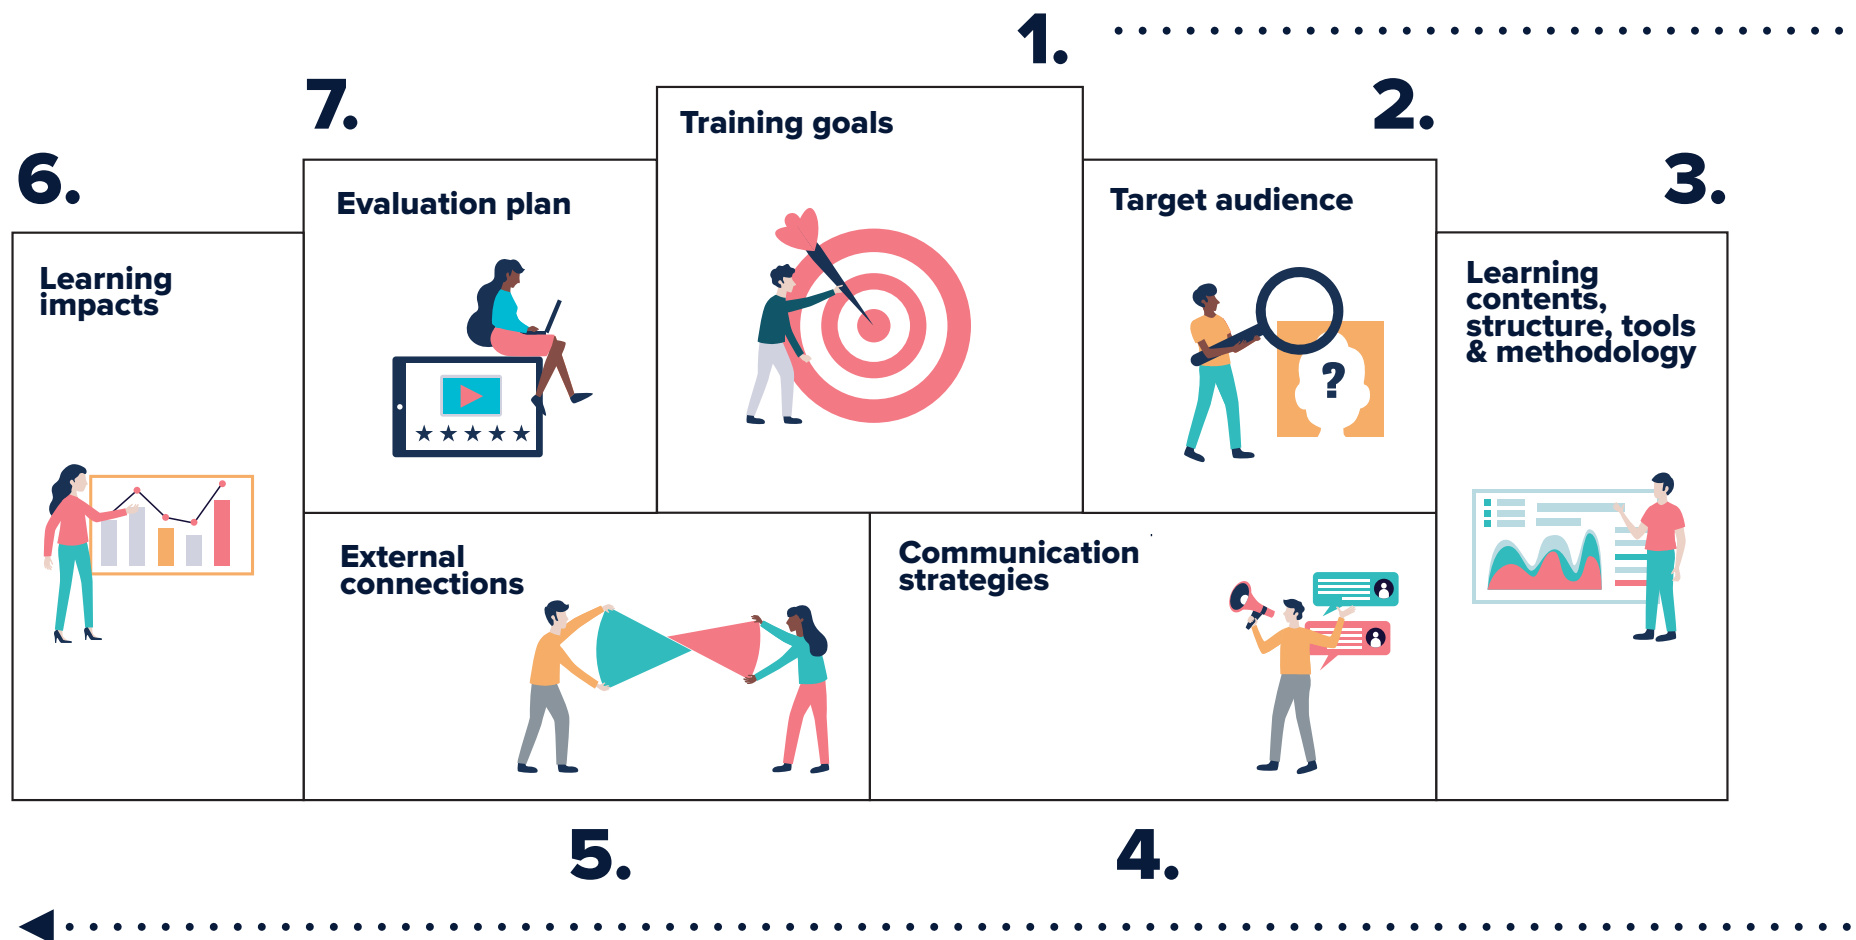 1.
Training goals
2.
Target audience
3.
Learning
contents,
structure, tools
& methodology
?
4.
Communication
strategies
5.
External
connections
6.
Learning
impacts
7.
Evaluation plan